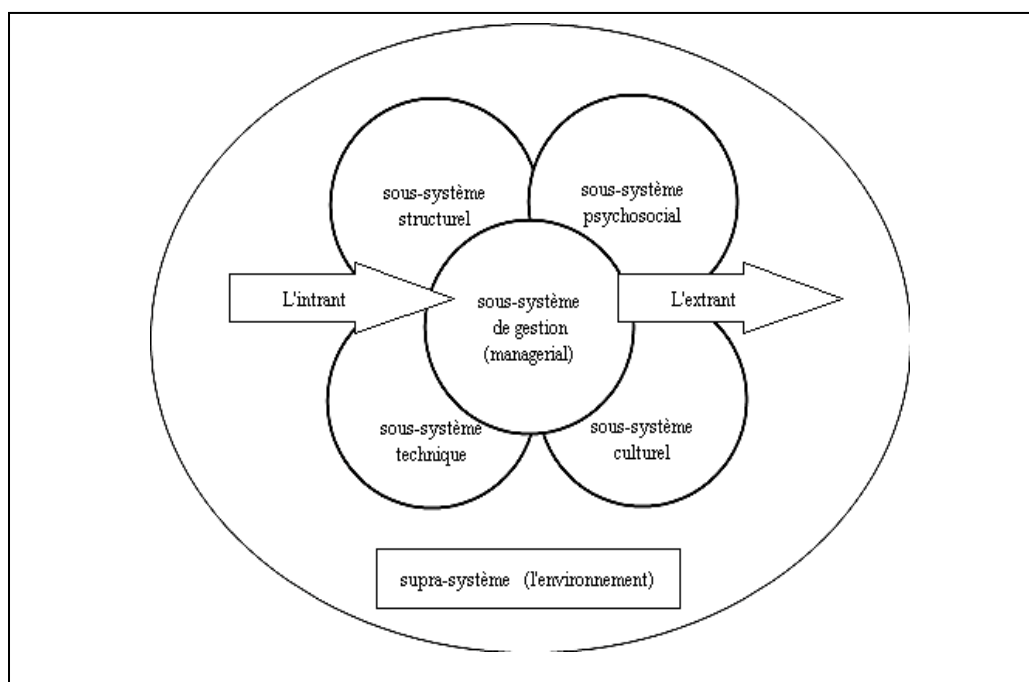 sous-système
structurel
sous-système
psychosocial
L'intrant
sous-système
de gestion
(managerial)
L'extrant
sous-système
technique
sous-système
culturel
supra-système (l'environnement)